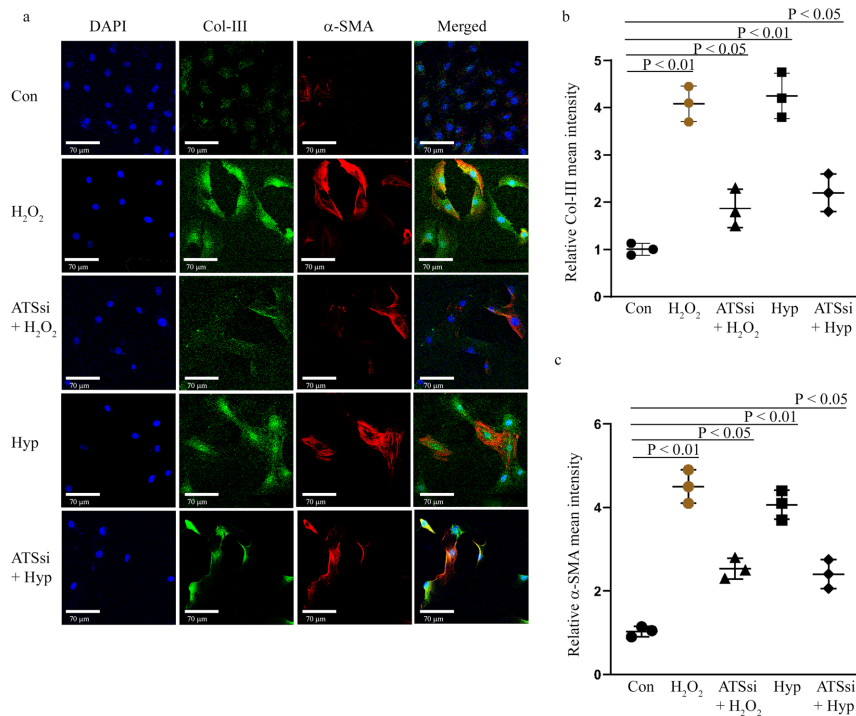 a
DAPI Col-III α-SMA Merged
Con
70 μm 70 μm 70 μm 70 μm
H₂O₂
70 μm 70 μm 70 μm 70 μm
ATSsi
+ H₂O₂
70 μm 70 μm 70 μm 70 μm
Hyp
70 μm 70 μm 70 μm 70 μm
ATSsi
+ Hyp
70 μm 70 μm 70 μm 70 μm
b
P < 0.05
P < 0.01
P < 0.05
P < 0.01
Relative Col-III mean intensity
5
4
3
2
1
0
Con H₂O₂ ATSsi Hyp ATSsi
+ H₂O₂ + Hyp
c
P < 0.05
P < 0.01
P < 0.05
P < 0.01
Relative α-SMA mean intensity
6
4
2
0
Con H₂O₂ ATSsi Hyp ATSsi
+ H₂O₂ + Hyp